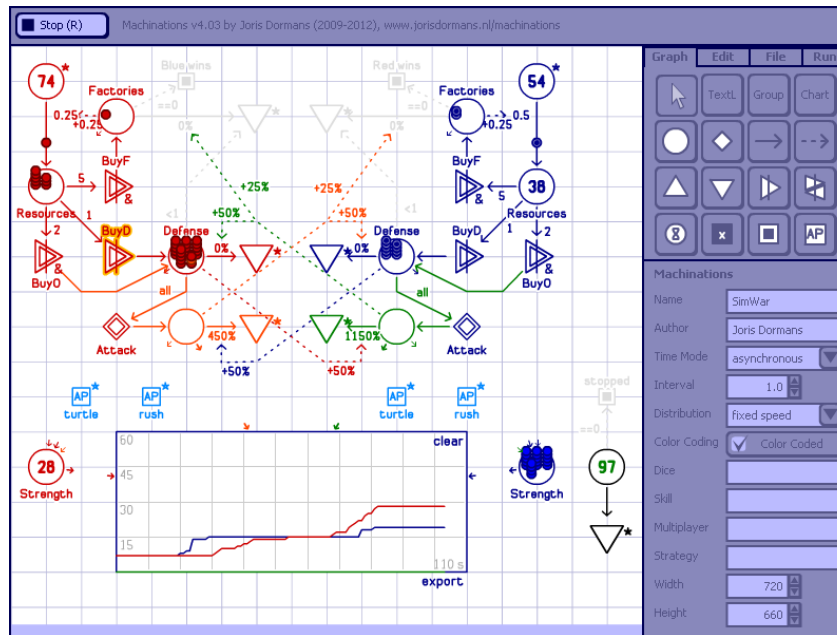 Stop (R)
Machinations v4.03 by Joris Dormans (2009-2012), www.jorisdormans.nl/machinations
74
*
Factories
0.25
+0.25
Blue wins
==0
0%
*
Red wins
==0
0%
*
Factories
+0.25
0.5
54
*
BuyF
&
5
Resources
1
2
+25%
+50%
<1
+25%
+50%
<1
BuyF
&
5
38
Resources
1
2
BuyD
Defense
0%
*
*
0%
Defense
BuyD
&
BuyO
all
all
&
BuyO
Attack
450%
*
*
1150%
Attack
+50%
+50%
AP
*
turtle
AP
*
rush
AP
*
turtle
AP
*
rush
stopped
==0
28
Strength
60
45
30
15
clear
110 s
export
Strength
97
*
Graph
Edit
File
Run
TextL
Group
Chart
x
AP
Machinations
Name
SimWar
Author
Joris Dormans
Time Mode
asynchronous
Interval
1.0
Distribution
fixed speed
Color Coding
Color Coded
Dice
Skill
Multiplayer
Strategy
Width
720
Height
660